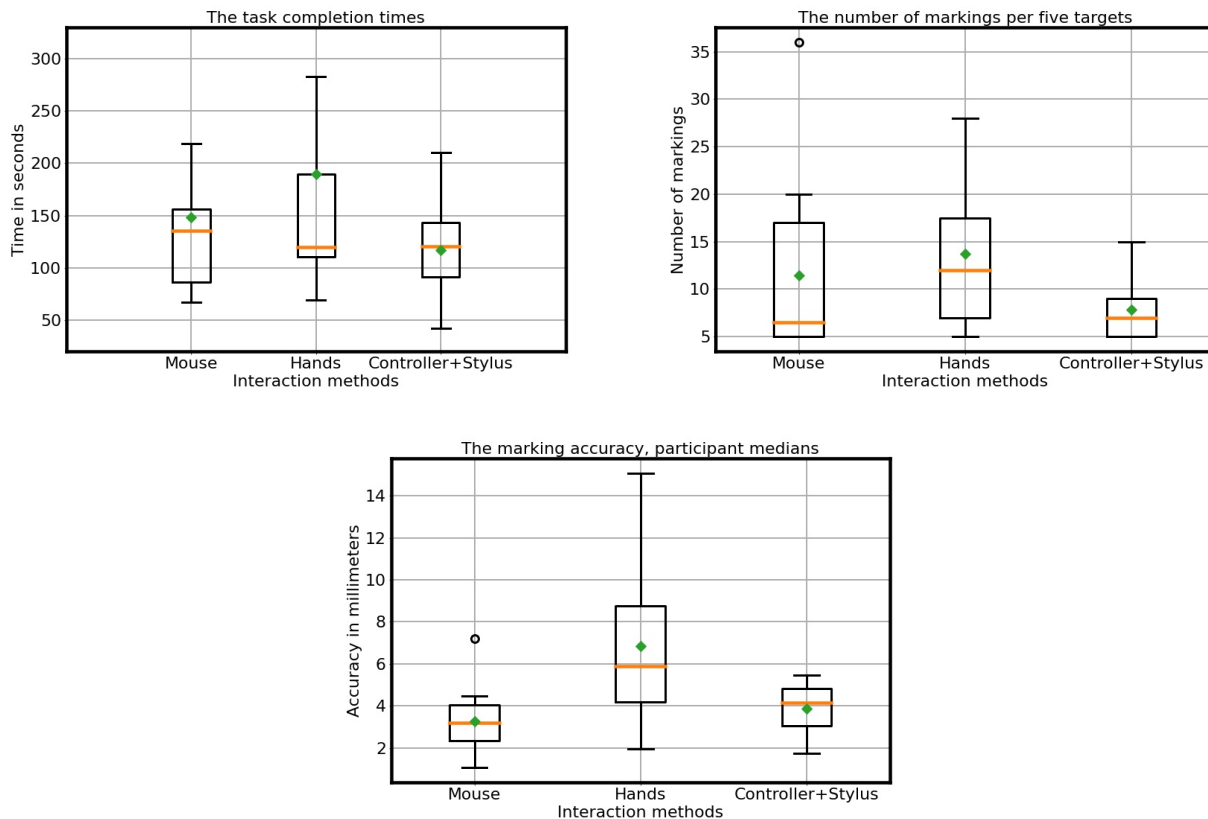 The task completion times
300
250
200
150
100
50
Time in seconds
Mouse Hands Controller+Stylus
Interaction methods
The number of markings per five targets
35
30
25
20
15
10
5
Number of markings
Mouse Hands Controller+Stylus
Interaction methods
The marking accuracy, participant medians
14
12
10
8
6
4
2
Accuracy in millimeters
Mouse Hands Controller+Stylus
Interaction methods